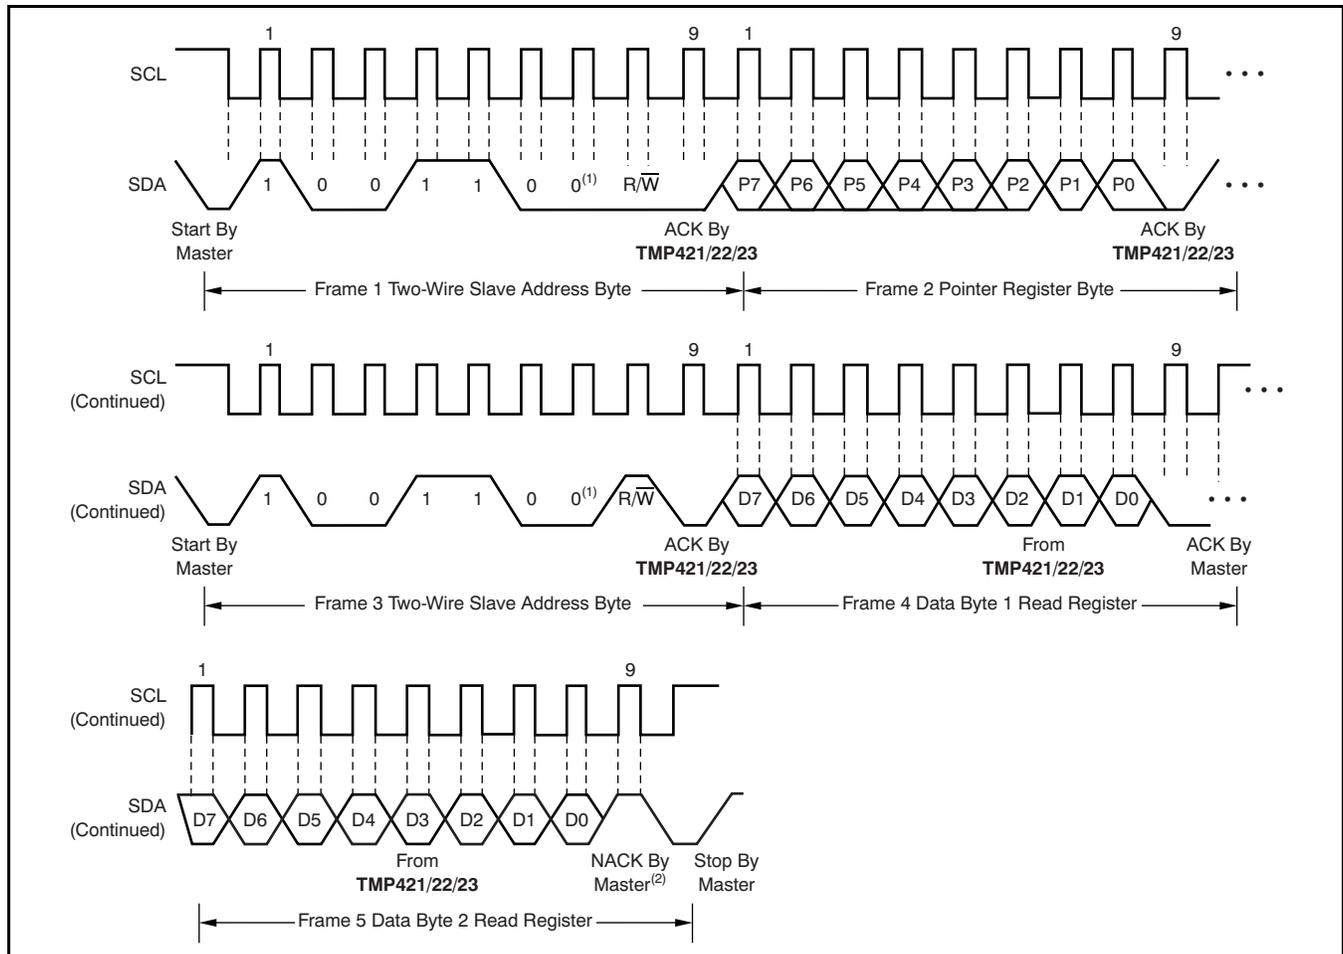 1 9 1 9
SCL • • •
SDA 1 0 0 1 1 0 0(1) R/W̅ P7 P6 P5 P4 P3 P2 P1 P0 • • •
Start By ACK By ACK By
Master TMP421/22/23 TMP421/22/23
Frame 1 Two-Wire Slave Address Byte Frame 2 Pointer Register Byte
1 9 1 9
SCL
(Continued) • • •
SDA
(Continued) 1 0 0 1 1 0 0(1) R/W̅ D7 D6 D5 D4 D3 D2 D1 D0 • • •
Start By ACK By From ACK By
Master TMP421/22/23 TMP421/22/23 Master
Frame 3 Two-Wire Slave Address Byte Frame 4 Data Byte 1 Read Register
1 9
SCL
(Continued)
SDA
(Continued) D7 D6 D5 D4 D3 D2 D1 D0
From NACK By Stop By
TMP421/22/23 Master(2) Master
Frame 5 Data Byte 2 Read Register